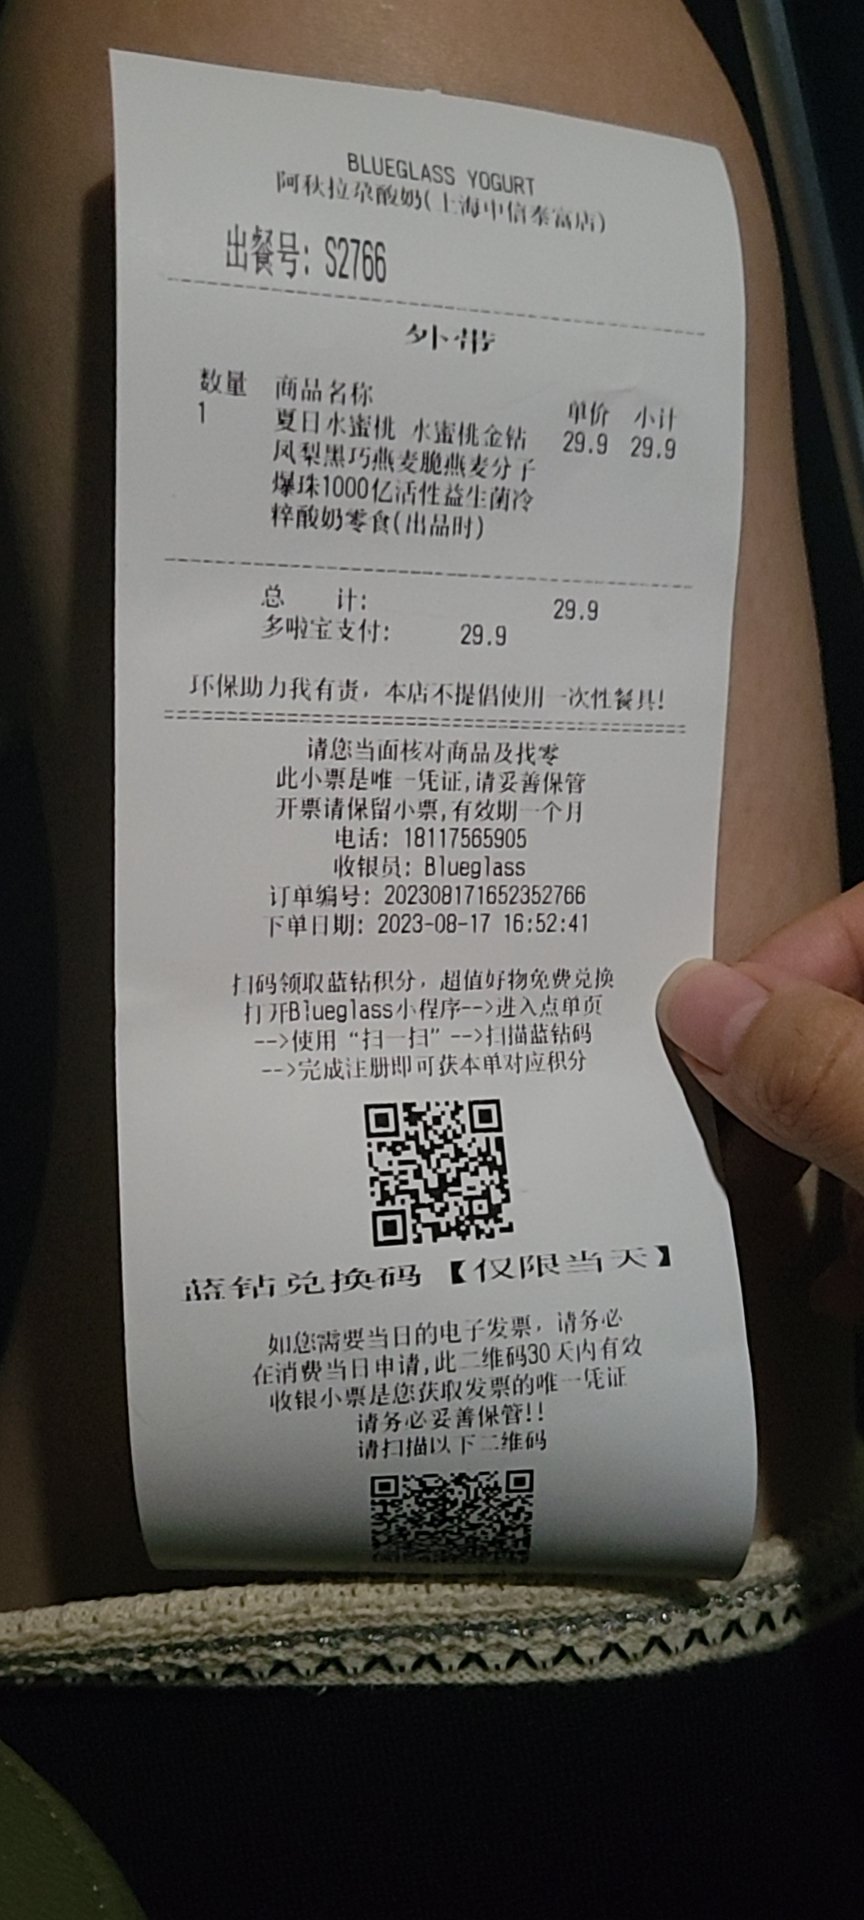 BLUEGLASS YOGURT
阿秋拉尕酸奶(上海中信泰富店)
出餐号: S2766
外带
数量 商品名称 单价 小计
1 夏日水蜜桃 水蜜桃金钻 29.9 29.9
凤梨黑巧燕麦脆燕麦分子
爆珠1000亿活性益生菌冷
榨酸奶零食(出品时)
总 计: 29.9
多啦宝支付: 29.9
环保助力我有责，本店不提倡使用一次性餐具!
请您当面核对商品及找零
此小票是唯一凭证,请妥善保管
开票请保留小票,有效期一个月
电话: 18117565905
收银员: Blueglass
订单编号: 202308171652352766
下单日期: 2023-08-17 16:52:41
扫码领取蓝钻积分，超值好物免费兑换
打开Blueglass小程序-->进入点单页
-->使用“扫一扫”-->扫描蓝钻码
-->完成注册即可获本单对应积分
蓝钻兑换码【仅限当天】
如您需要当日的电子发票，请务必
在消费当日申请,此二维码30天内有效
收银小票是您获取发票的唯一凭证
请务必妥善保管!!
请扫描以下二维码